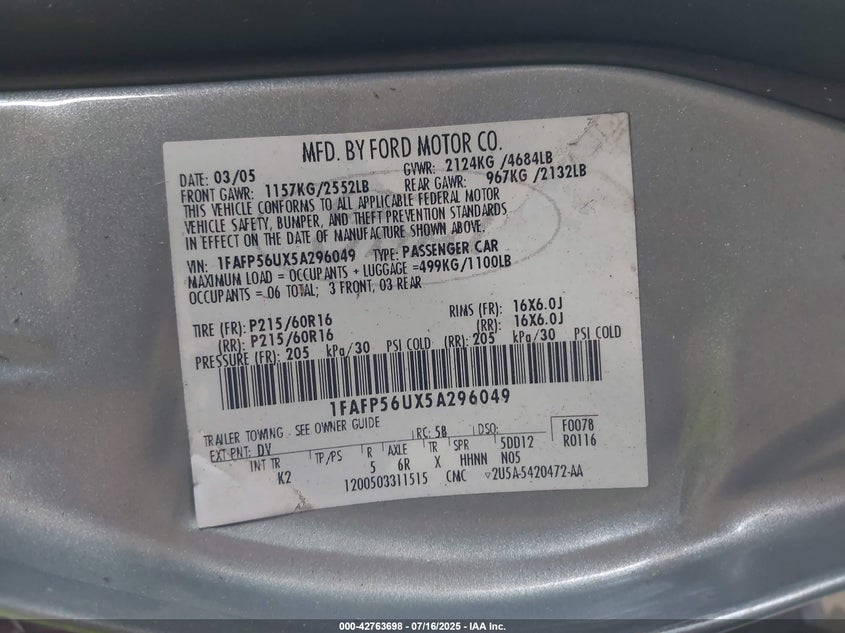 MFD. BY FORD MOTOR CO.
DATE: 03/05 GVWR: 2124KG /4684LB
FRONT GAWR: 1157KG/2552LB REAR GAWR: 967KG /2132LB
THIS VEHICLE CONFORMS TO ALL APPLICABLE FEDERAL MOTOR
VEHICLE SAFETY, BUMPER, AND THEFT PREVENTION STANDARDS
IN EFFECT ON THE DATE OF MANUFACTURE SHOWN ABOVE.
VIN: 1FAFP56UX5A296049 TYPE: PASSENGER CAR
MAXIMUM LOAD = OCCUPANTS + LUGGAGE =499KG/1100LB
OCCUPANTS = 06 TOTAL; 3 FRONT, 03 REAR
TIRE (FR): P215/60R16 RIMS (FR): 16X6.0J
(RR): P215/60R16 (RR): 16X6.0J
PRESSURE (FR): 205 kPa/30 PSI COLD (RR): 205 kPa/30 PSI COLD
1FAFP56UX5A296049
TRAILER TOWING - SEE OWNER GUIDE
EXT PNT: DV RC: 58 DSO: F0078
INT TR TP/PS R AXLE TR SPR 5DD12 R0116
K2 5 6R X HHNN N05
1200503311515 CMC ▽2U5A-5420472-AA
000-42763698 - 07/16/2025 - IAA Inc.